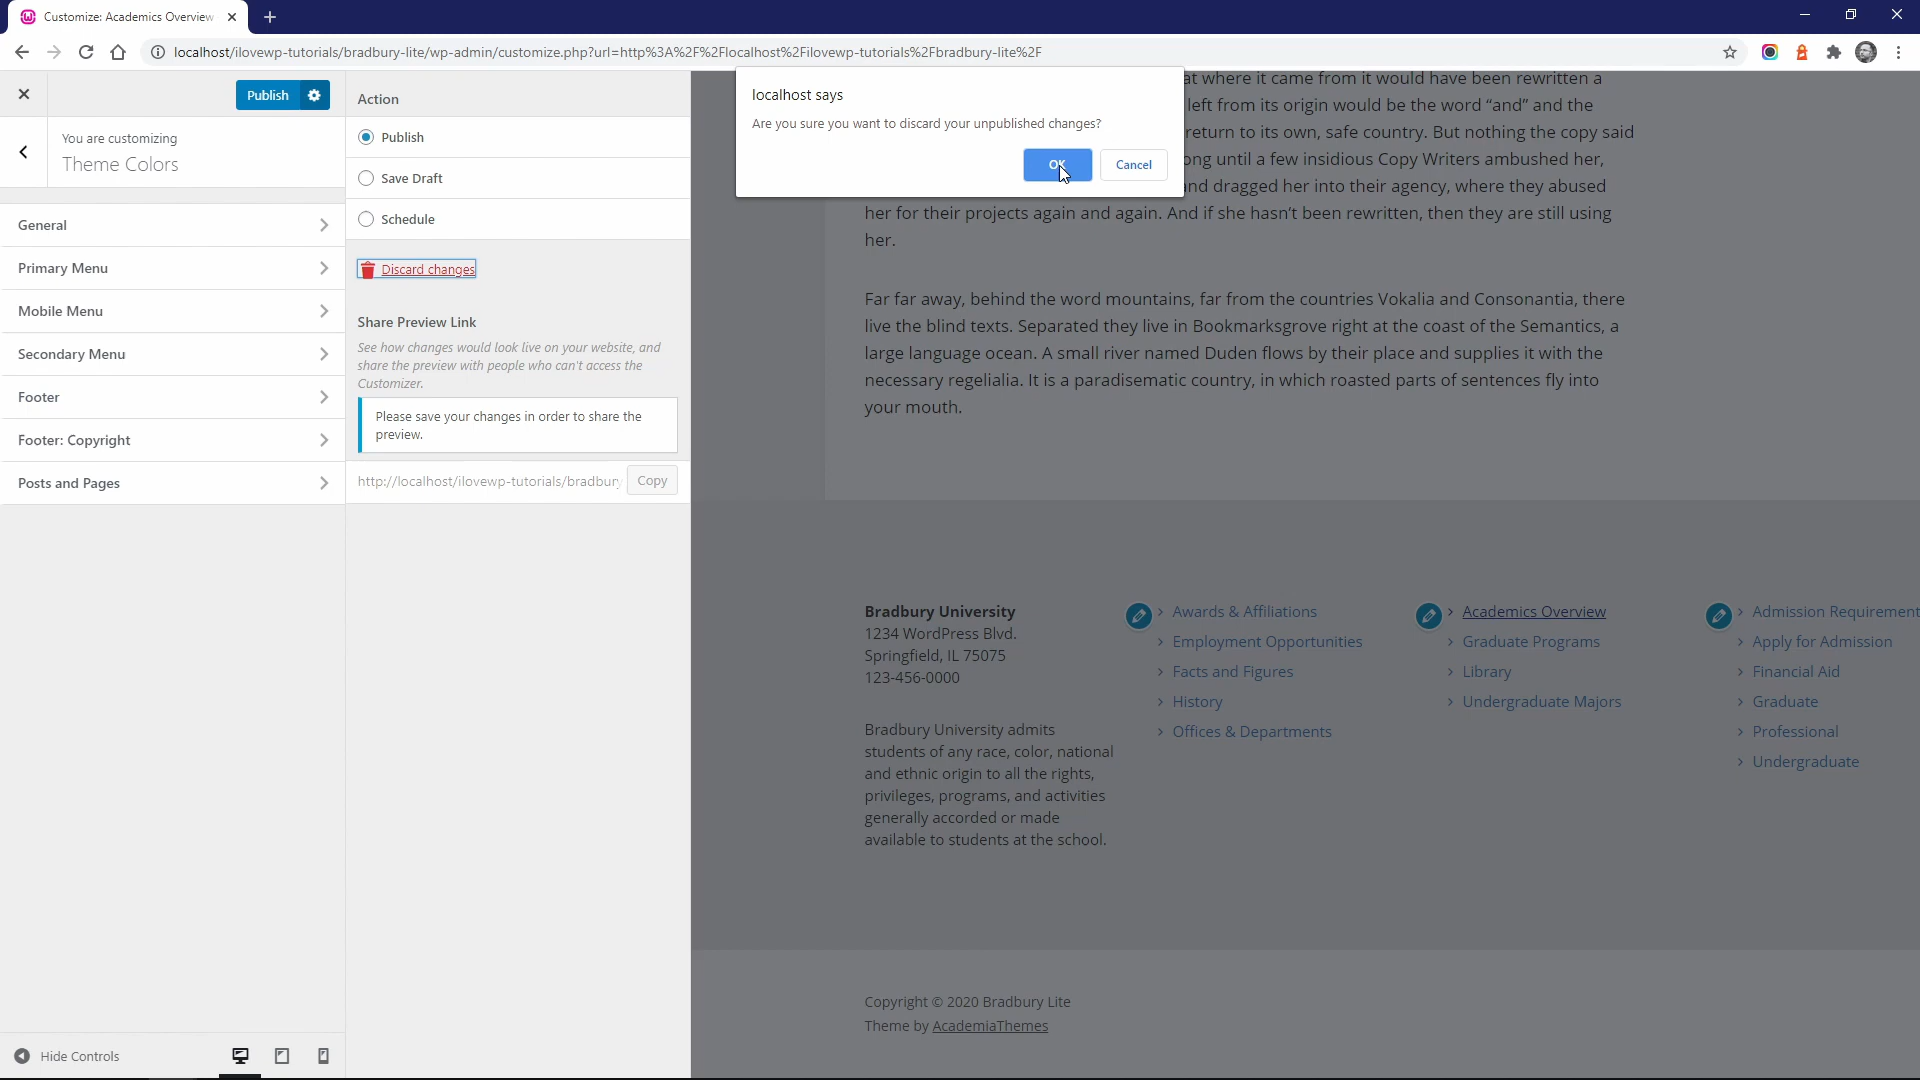 Customize: Academics Overview
localhost/ilovewp-tutorials/bradbury-lite/wp-admin/customize.php?url=http%3A%2F%2Flocalhost%2Filovewp-tutorials%2Fbradbury-lite%2F
Publish
You are customizing
Theme Colors
General
Primary Menu
Mobile Menu
Secondary Menu
Footer
Footer: Copyright
Posts and Pages
Hide Controls
Action
Publish
Save Draft
Schedule
Discard changes
Share Preview Link
See how changes would look live on your website, and
share the preview with people who can't access the
Customizer.
Please save your changes in order to share the
preview.
http://localhost/ilovewp-tutorials/bradbury
Copy
localhost says
Are you sure you want to discard your unpublished changes?
OK
Cancel
at where it came from it would have been rewritten a
left from its origin would be the word “and” and the
return to its own, safe country. But nothing the copy said
ong until a few insidious Copy Writers ambushed her,
and dragged her into their agency, where they abused
her for their projects again and again. And if she hasn’t been rewritten, then they are still using
her.
Far far away, behind the word mountains, far from the countries Vokalia and Consonantia, there
live the blind texts. Separated they live in Bookmarksgrove right at the coast of the Semantics, a
large language ocean. A small river named Duden flows by their place and supplies it with the
necessary regelialia. It is a paradisematic country, in which roasted parts of sentences fly into
your mouth.
Bradbury University
1234 WordPress Blvd.
Springfield, IL 75075
123-456-0000
Bradbury University admits
students of any race, color, national
and ethnic origin to all the rights,
privileges, programs, and activities
generally accorded or made
available to students at the school.
Awards & Affiliations
Employment Opportunities
Facts and Figures
History
Offices & Departments
Academics Overview
Graduate Programs
Library
Undergraduate Majors
Admission Requirement
Apply for Admission
Financial Aid
Graduate
Professional
Undergraduate
Copyright © 2020 Bradbury Lite
Theme by AcademiaThemes